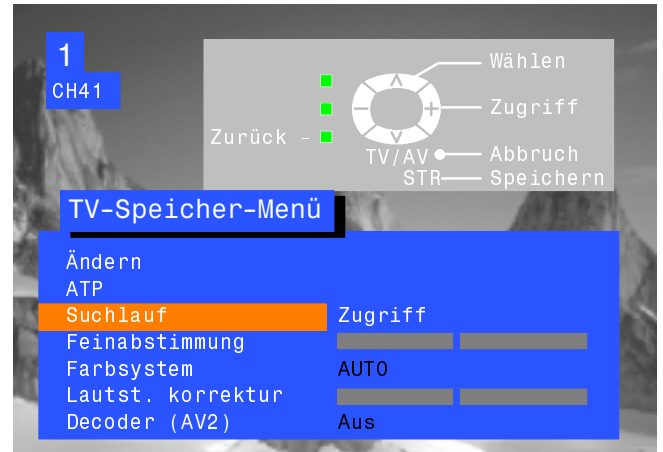 1
CH41
Wählen
Zugriff
Zurück -
TV/AV Abbruch
STR Speichern
TV-Speicher-Menü
Ändern
ATP
Suchlauf Zugriff
Feinabstimmung
Farbsystem AUTO
Lautst. korrektur
Decoder (AV2) Aus